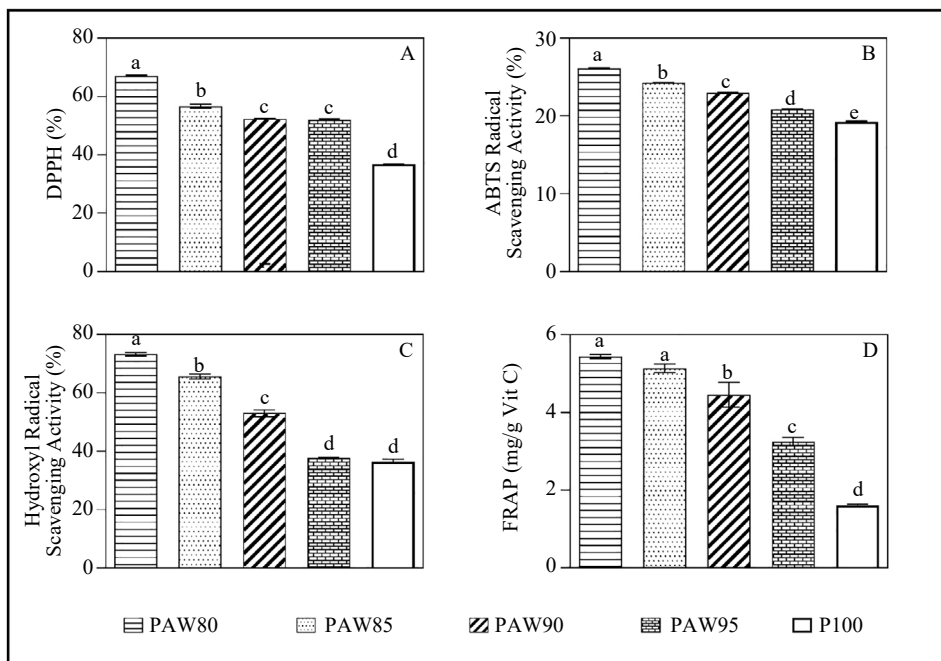 A
DPPH (%)
80
60
40
20
0
a
b
c
c
d
B
ABTS Radical
Scavenging Activity (%)
30
20
10
0
a
b
c
d
e
C
Hydroxyl Radical
Scavenging Activity (%)
80
60
40
20
0
a
b
c
d
d
D
FRAP (mg/g Vit C)
6
4
2
0
a
a
b
c
d
PAW80
PAW85
PAW90
PAW95
P100